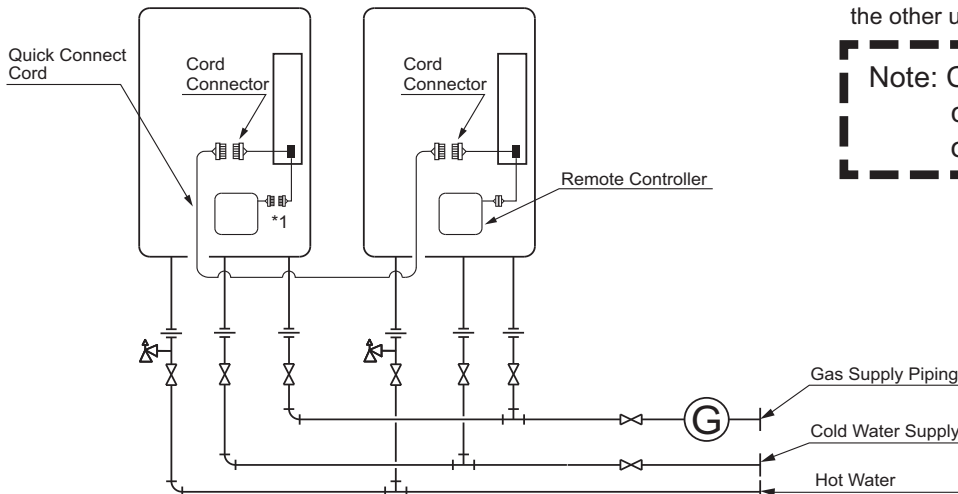 the other
Note:
Quick Connect
Cord
Cord
Connector
Cord
Connector
Remote Controller
*1
Gas Supply Piping
G
Cold Water Supply
Hot Water